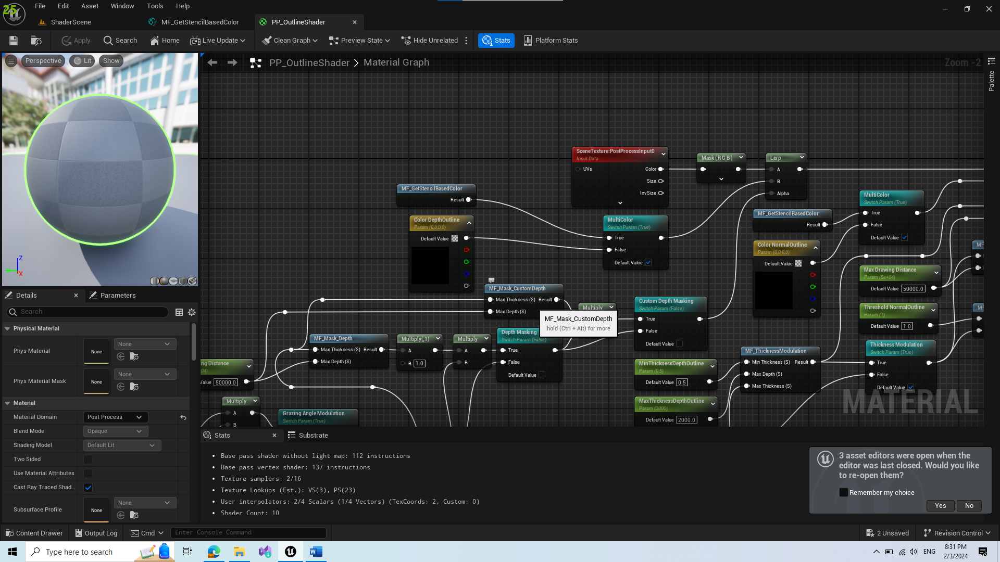 25
File Edit Asset Window Tools Help
ShaderScene
MF_GetStencilBasedColor
PP_OutlineShader
Apply
Search
Home
Live Update
Clean Graph
Preview State
Hide Unrelated
Stats
Platform Stats
Perspective
Lit
Show
PP_OutlineShader > Material Graph
Zoom -2
Palette
SceneTexture:PostProcessInput0
Input Data
UVs
Color
Size
InvSize
Mask ( R G B )
Lerp
A
B
Alpha
MF_GetStencilBasedColor
Result
Color DepthOutline
Param (0,0,0,0)
Default Value
MultiColor
Switch Param (True)
True
False
Default Value
MultiColor
Switch Param (True)
True
False
Default Value
MF_GetStencilBasedColor
Result
Color NormalOutline
Param (0,0,0,0)
Default Value
MF
Max Drawing Distance
Param (5e+04)
Default Value 50000.0
MF_Mask_CustomDepth
Max Thickness (S) Result
Max Depth (S)
Multiply
MF_Mask_CustomDepth
hold (Ctrl + Alt) for more
Custom Depth Masking
Switch Param (False)
True
False
Default Value
Threshold NormalOutline
Param (1)
Default Value 1.0
MF
MF_Mask_Depth
Max Thickness (S) Result
Max Depth (S)
Multiply(,1)
A
B 1.0
Multiply
A
B
Depth Masking
Switch Param (False)
True
False
Default Value
MF_ThicknessModulation
Min Thickness (S) Result
Max Depth (S)
Max Thickness (S)
Thickness Modulation
Switch Param (True)
True
False
Default Value
ng Distance
04)
Value 50000.0
MinThicknessDepthOutline
Param (0.5)
Default Value 0.5
MaxThicknessDepthOutline
Param (2000)
Default Value 2000.0
Multiply
A
B
Grazing Angle Modulation
Switch Param (True)
MATERIAL
Z
Y
X
Details
Parameters
Search
Physical Material
Phys Material
None
None
Phys Material Mask
None
None
Material
Material Domain
Post Process
Blend Mode
Opaque
Shading Model
Default Lit
Two Sided
Use Material Attributes
Cast Ray Traced Shad...
Subsurface Profile
None
None
Stats
Substrate
Base pass shader without light map: 112 instructions
Base pass vertex shader: 137 instructions
Texture samplers: 2/16
Texture Lookups (Est.): VS(3), PS(23)
User interpolators: 2/4 Scalars (1/4 Vectors) (TexCoords: 2, Custom: 0)
Shader Count: 10
3 asset editors were open when the
editor was last closed. Would you like
to re-open them?
Remember my choice
Yes
No
Content Drawer
Output Log
Cmd
Enter Console Command
2 Unsaved
Revision Control
Type here to search
ENG
8:31 PM
2/3/2024